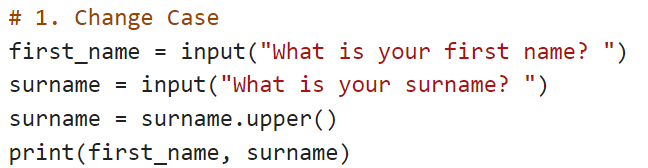 # 1. Change Case
first_name = input("What is your first name? ")
surname = input("What is your surname? ")
surname = surname.upper()
print(first_name, surname)